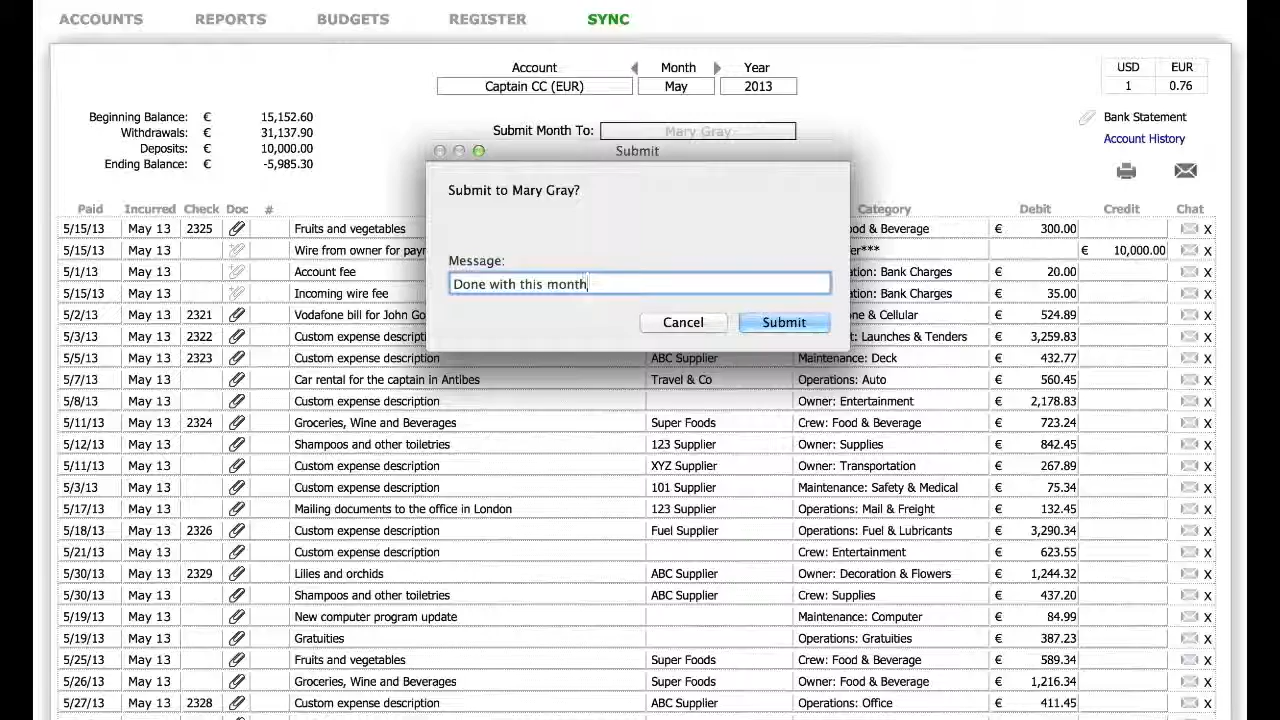 ACCOUNTS REPORTS BUDGETS REGISTER SYNC
Account Month Year
Captain CC (EUR) May 2013
USD EUR
1 0.76
Beginning Balance: € 15,152.60
Withdrawals: € 31,137.90
Deposits: € 10,000.00
Ending Balance: € -5,985.30
Submit Month To: Mary Gray
Bank Statement
Account History
Submit
Submit to Mary Gray?
Message:
Done with this month
Cancel Submit
Paid Incurred Check Doc # Category Debit Credit Chat
5/15/13 May 13 2325 Fruits and vegetables od & Beverage € 300.00 X
5/15/13 May 13 Wire from owner for payr er*** € 10,000.00 X
5/1/13 May 13 Account fee ation: Bank Charges € 20.00 X
5/15/13 May 13 Incoming wire fee ation: Bank Charges € 35.00 X
5/2/13 May 13 2321 Vodafone bill for John Go ne & Cellular € 524.89 X
5/3/13 May 13 2322 Custom expense description : Launches & Tenders € 3,259.83 X
5/5/13 May 13 2323 Custom expense description ABC Supplier Maintenance: Deck € 432.77 X
5/7/13 May 13 Car rental for the captain in Antibes Travel & Co Operations: Auto € 560.45 X
5/8/13 May 13 Custom expense description Owner: Entertainment € 2,178.83 X
5/11/13 May 13 2324 Groceries, Wine and Beverages Super Foods Crew: Food & Beverage € 723.24 X
5/12/13 May 13 Shampoos and other toiletries 123 Supplier Owner: Supplies € 842.45 X
5/11/13 May 13 Custom expense description XYZ Supplier Owner: Transportation € 267.89 X
5/3/13 May 13 Custom expense description 101 Supplier Maintenance: Safety & Medical € 75.34 X
5/17/13 May 13 Mailing documents to the office in London 123 Supplier Operations: Mail & Freight € 132.45 X
5/18/13 May 13 2326 Custom expense description Fuel Supplier Operations: Fuel & Lubricants € 3,290.34 X
5/21/13 May 13 Custom expense description Crew: Entertainment € 623.55 X
5/30/13 May 13 2329 Lilies and orchids ABC Supplier Owner: Decoration & Flowers € 1,244.32 X
5/30/13 May 13 Shampoos and other toiletries ABC Supplier Crew: Supplies € 437.20 X
5/19/13 May 13 New computer program update Maintenance: Computer € 84.99 X
5/19/13 May 13 Gratuities Operations: Gratuities € 387.23 X
5/25/13 May 13 Fruits and vegetables Super Foods Crew: Food & Beverage € 589.34 X
5/26/13 May 13 Groceries, Wine and Beverages Super Foods Owner: Food & Beverage € 1,216.34 X
5/27/13 May 13 2328 Custom expense description ABC Supplier Operations: Office € 411.45 X